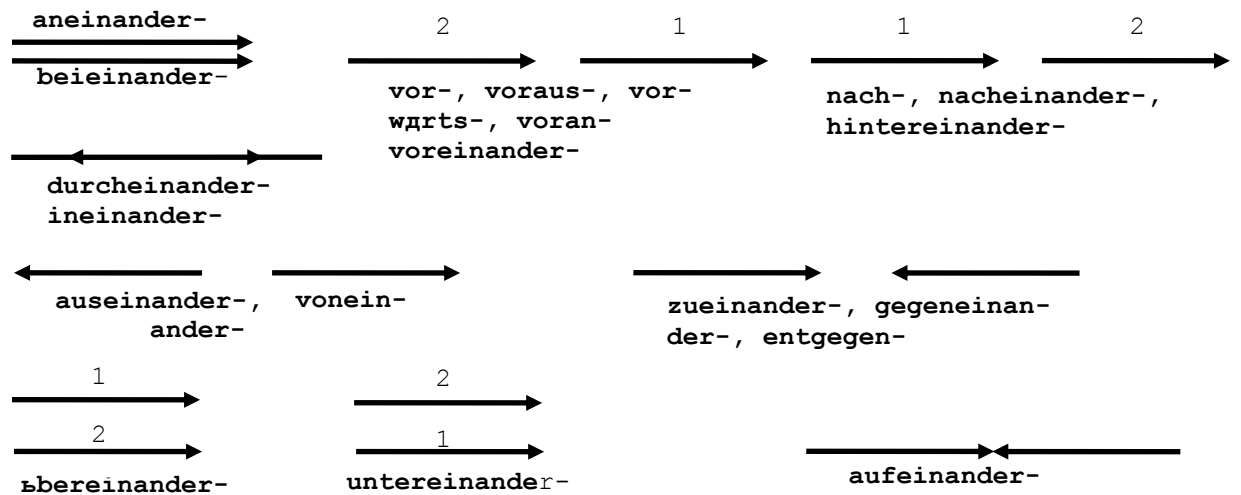 aneinander-
beieinander-
2 1 1 2
vor-, voraus-, vor-
wдrts-, voran-
voreinander-
nach-, nacheinander-,
hintereinander-
durcheinander-
ineinander-
auseinander-, vonein-
ander-
zueinander-, gegeneinan-
der-, entgegen-
1 2
2 1
ьbereinander-
untereinander-
aufeinander-